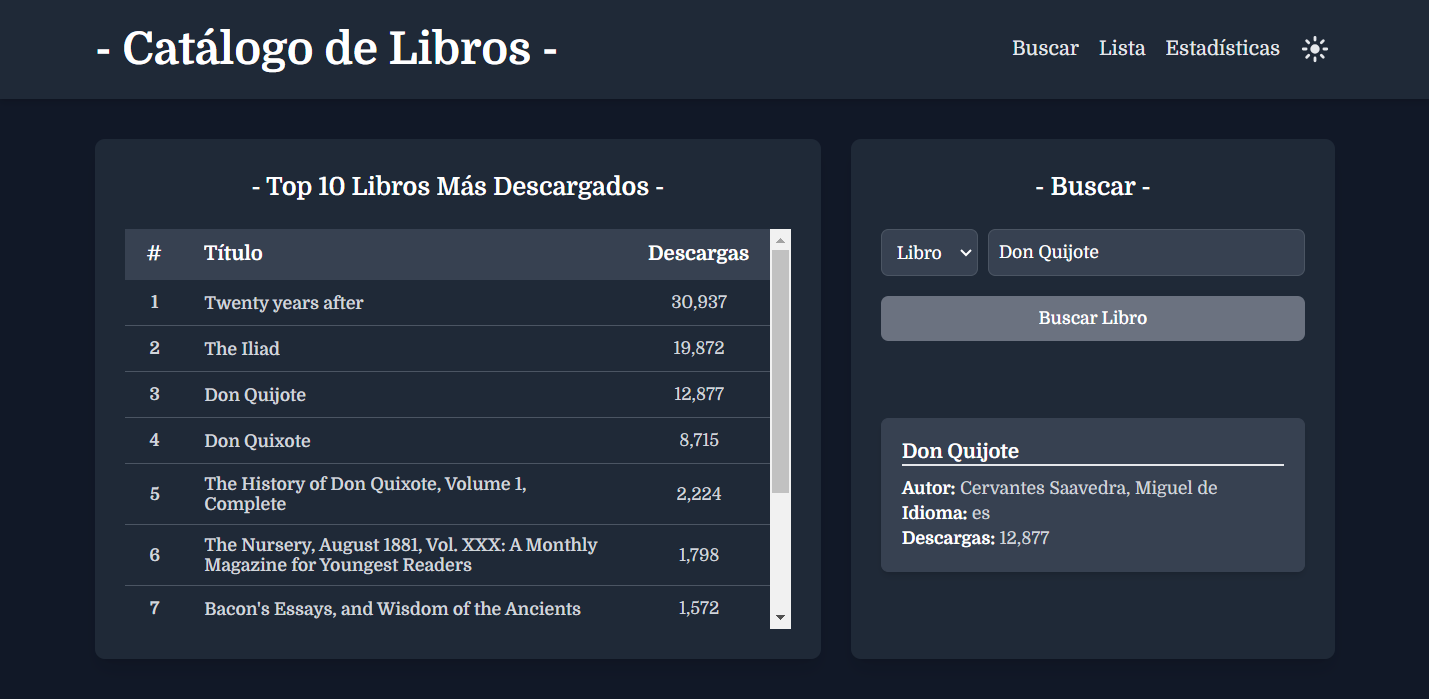 - Catálogo de Libros -
Buscar Lista Estadísticas
- Top 10 Libros Más Descargados -
# Título Descargas
1 Twenty years after 30,937
2 The Iliad 19,872
3 Don Quijote 12,877
4 Don Quixote 8,715
5 The History of Don Quixote, Volume 1,
Complete 2,224
6 The Nursery, August 1881, Vol. XXX: A Monthly
Magazine for Youngest Readers 1,798
7 Bacon's Essays, and Wisdom of the Ancients 1,572
- Buscar -
Libro Don Quijote
Buscar Libro
Don Quijote
Autor: Cervantes Saavedra, Miguel de
Idioma: es
Descargas: 12,877